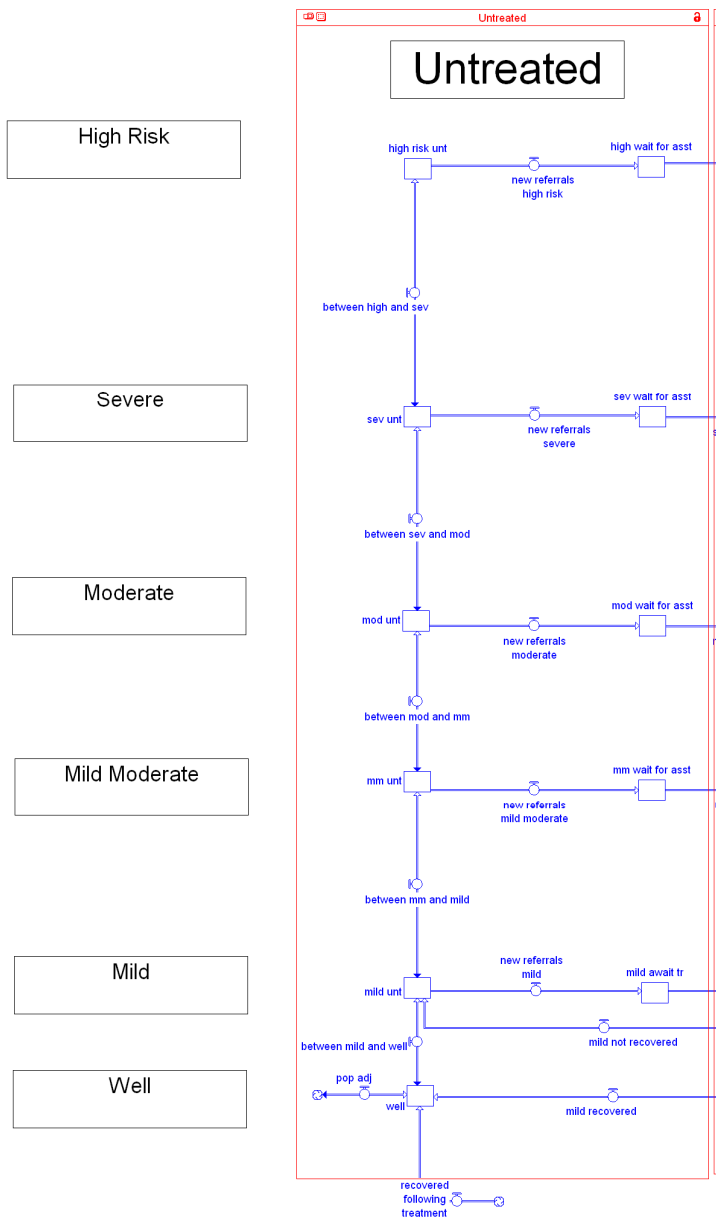 Untreated
Untreated
High Risk
high risk unt
high wait for asst
new referrals
high risk
between high and sev
Severe
sev wait for asst
sev unt
new referrals
severe
between sev and mod
Moderate
mod wait for asst
mod unt
new referrals
moderate
between mod and mm
Mild Moderate
mm wait for asst
mm unt
new referrals
mild moderate
between mm and mild
Mild
new referrals
mild
mild await tr
mild unt
mild not recovered
between mild and well
Well
pop adj
well
mild recovered
recovered
following
treatment